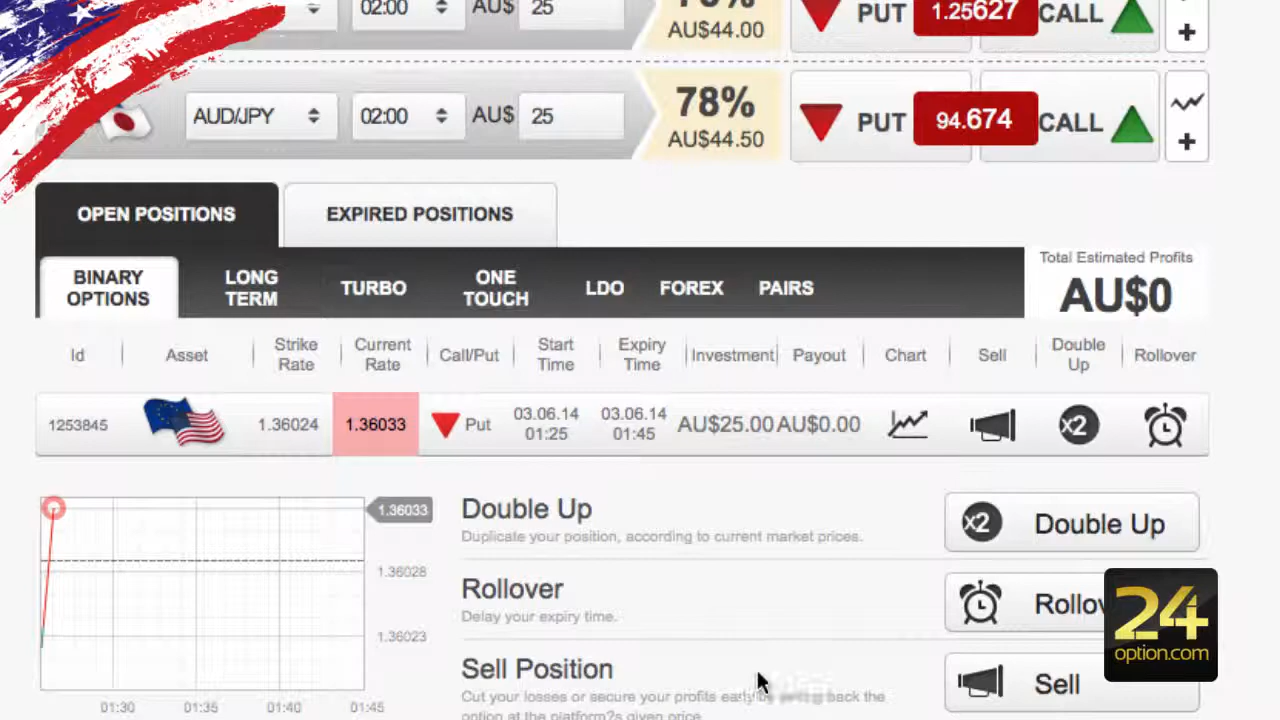 02:00 AU$ 25 AU$44.00 PUT 1.25627 CALL
AUD/JPY 02:00 AU$ 25 78% AU$44.50 PUT 94.674 CALL
OPEN POSITIONS EXPIRED POSITIONS
Total Estimated Profits
AU$0
BINARY OPTIONS LONG TERM TURBO ONE TOUCH LDO FOREX PAIRS
Id Asset Strike Rate Current Rate Call/Put Start Time Expiry Time Investment Payout Chart Sell Double Up Rollover
1253845 1.36024 1.36033 Put 03.06.14 01:25 03.06.14 01:45 AU$25.00 AU$0.00 x2
1.36033
1.36028
1.36023
01:30 01:35 01:40 01:45
Double Up
Duplicate your position, according to current market prices.
x2 Double Up
Rollover
Delay your expiry time.
Rollov
Sell Position
Cut your losses or secure your profits early back the
option at the platform?s given price
Sell
24
option.com